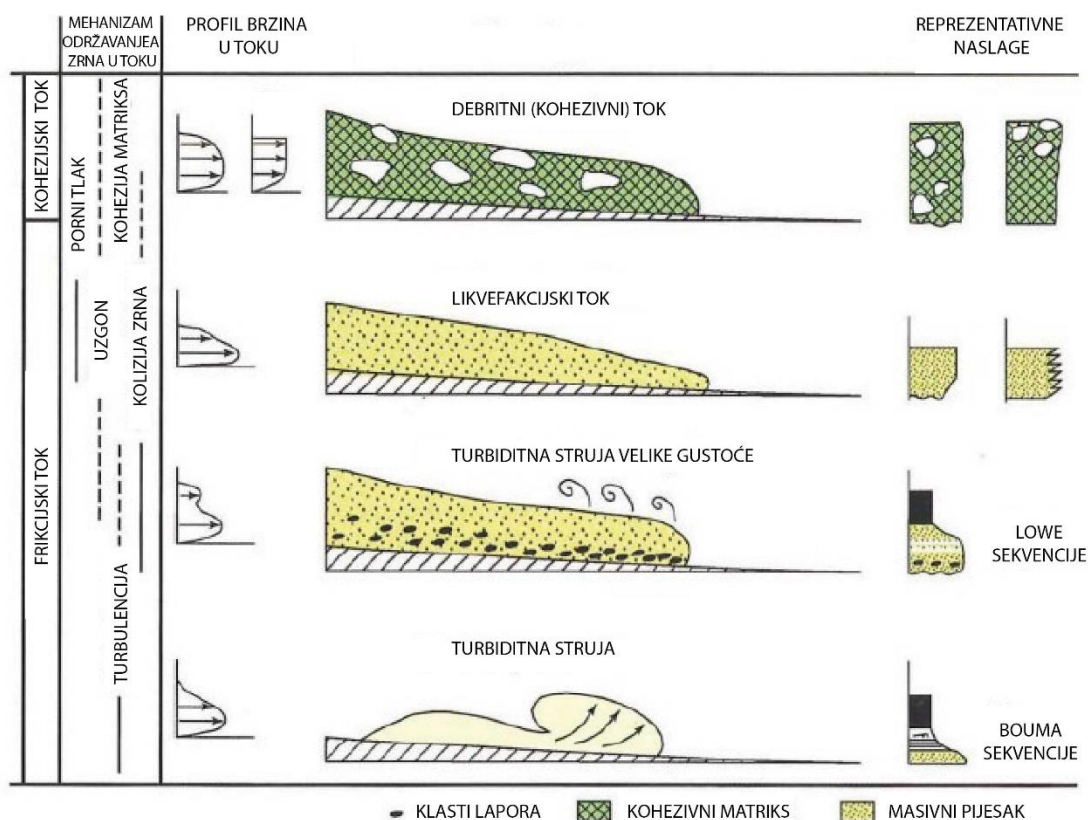 MEHANIZAM
ODRŽAVANJEA
ZRNA U TOKU
PROFIL BRZINA
U TOKU
REPREZENTATIVNE
NASLAGE
KOHEZIJSKI TOK
FRIKCIJSKI TOK
PORNI TLAK
KOHEZIJA MATRIKSA
UZGON
KOLIZIJA ZRNA
TURBULENCIJA
DEBRITNI (KOHEZIVNI) TOK
LIKVEFAKCIJSKI TOK
TURBIDITNA STRUJA VELIKE GUSTOĆE
LOWE
SEKVENCIJE
TURBIDITNA STRUJA
BOUMA
SEKVENCIJE
KLASTI LAPORA
KOHEZIVNI MATRIKS
MASIVNI PIJESAK